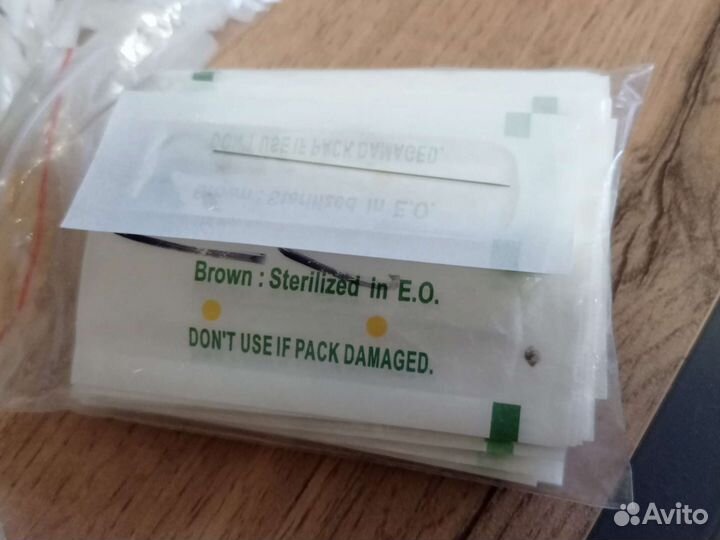 DON'T USE IF PACK DAMAGED.
Brown : Sterilized in E.O.
Brown : Sterilized in E.O.
DON'T USE IF PACK DAMAGED.
Avito